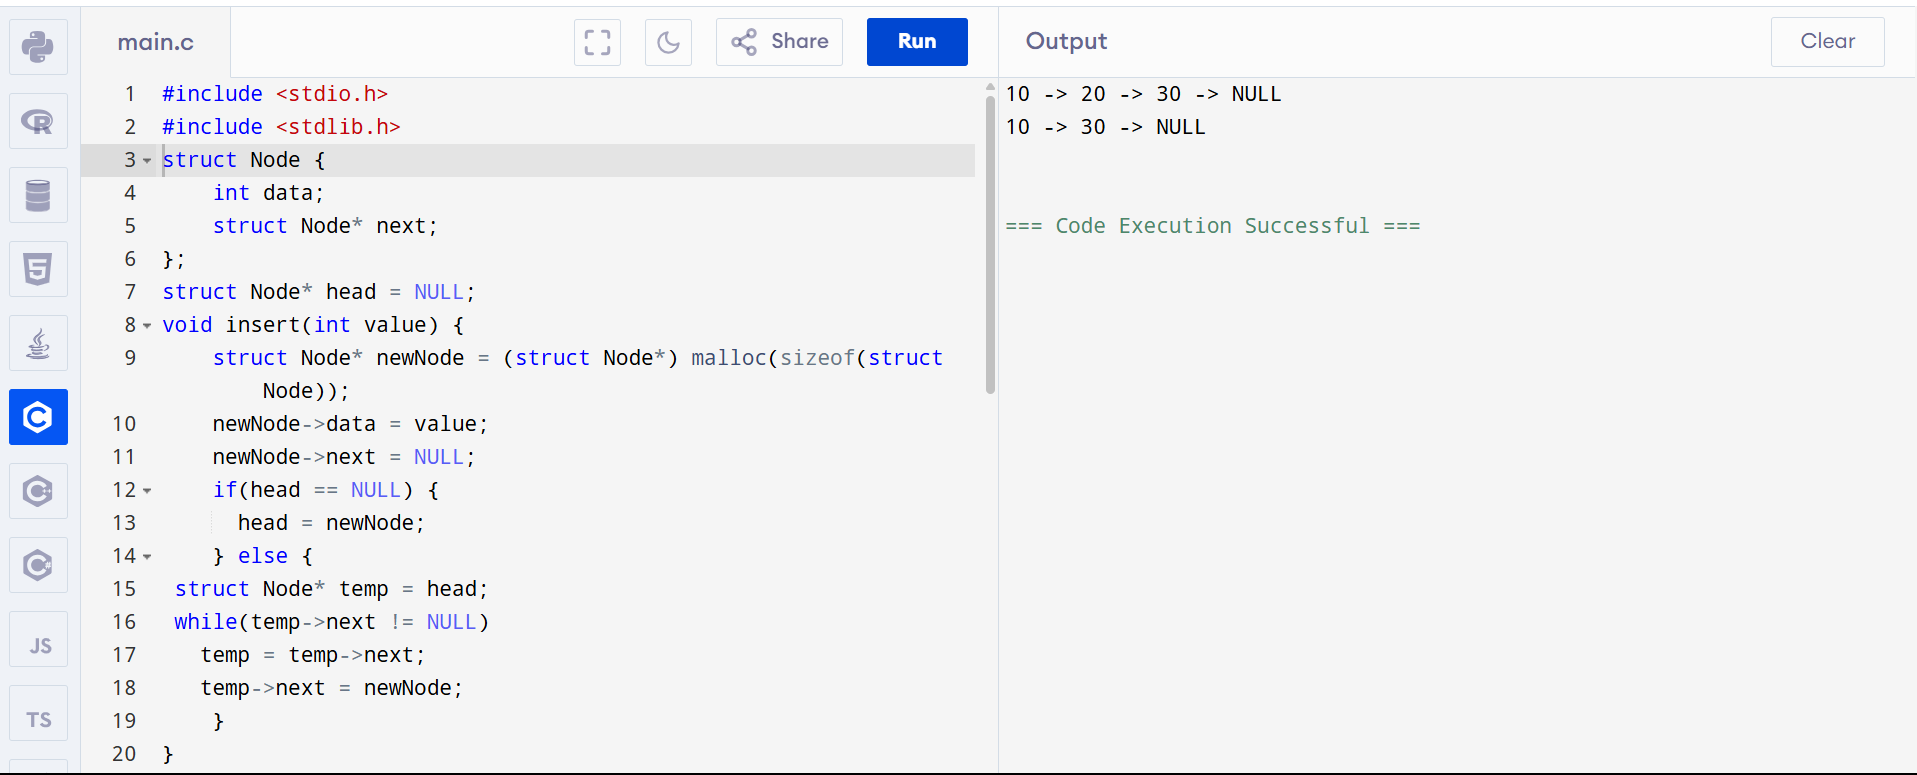 main.c
Share
Run
Output
Clear
1 #include <stdio.h>
2 #include <stdlib.h>
3 struct Node {
4     int data;
5     struct Node* next;
6 };
7 struct Node* head = NULL;
8 void insert(int value) {
9     struct Node* newNode = (struct Node*) malloc(sizeof(struct
        Node));
10     newNode->data = value;
11     newNode->next = NULL;
12     if(head == NULL) {
13       head = newNode;
14     } else {
15  struct Node* temp = head;
16  while(temp->next != NULL)
17    temp = temp->next;
18    temp->next = newNode;
19     }
20 }
10 -> 20 -> 30 -> NULL
10 -> 30 -> NULL
=== Code Execution Successful ===
R
5
C
C++
C#
JS
TS